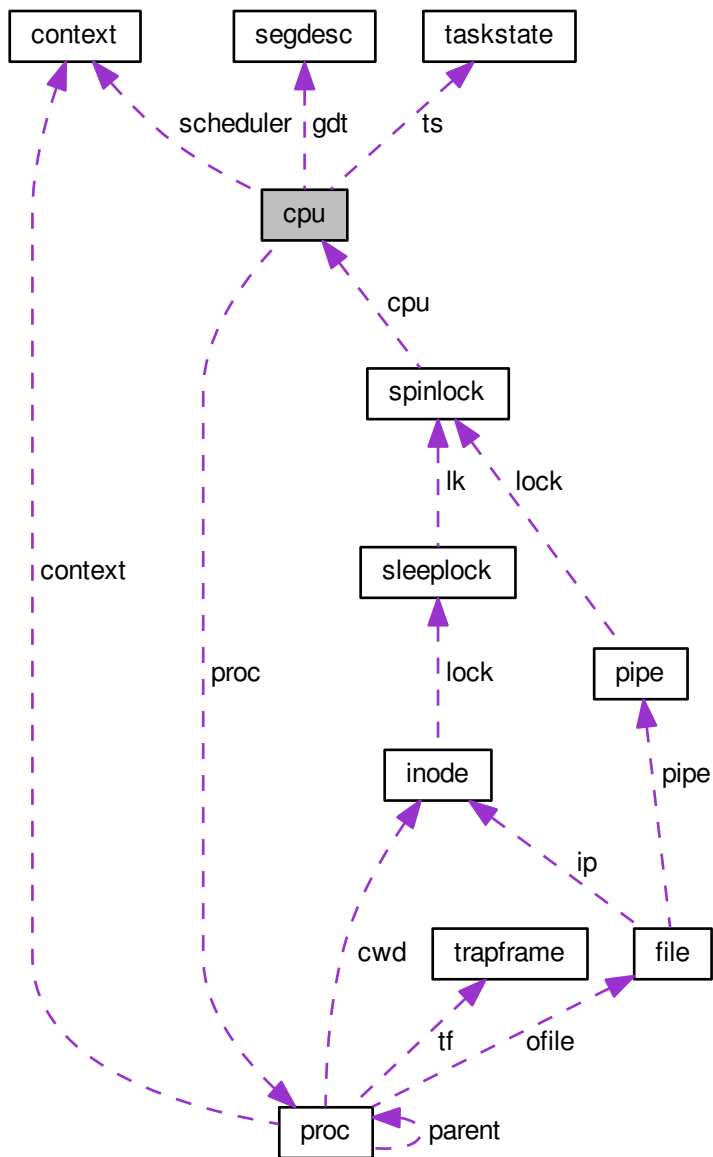 context
segdesc
taskstate
scheduler
gdt
ts
cpu
cpu
spinlock
lk
lock
context
sleeplock
proc
lock
pipe
inode
pipe
ip
cwd
trapframe
file
tf
ofile
proc
parent